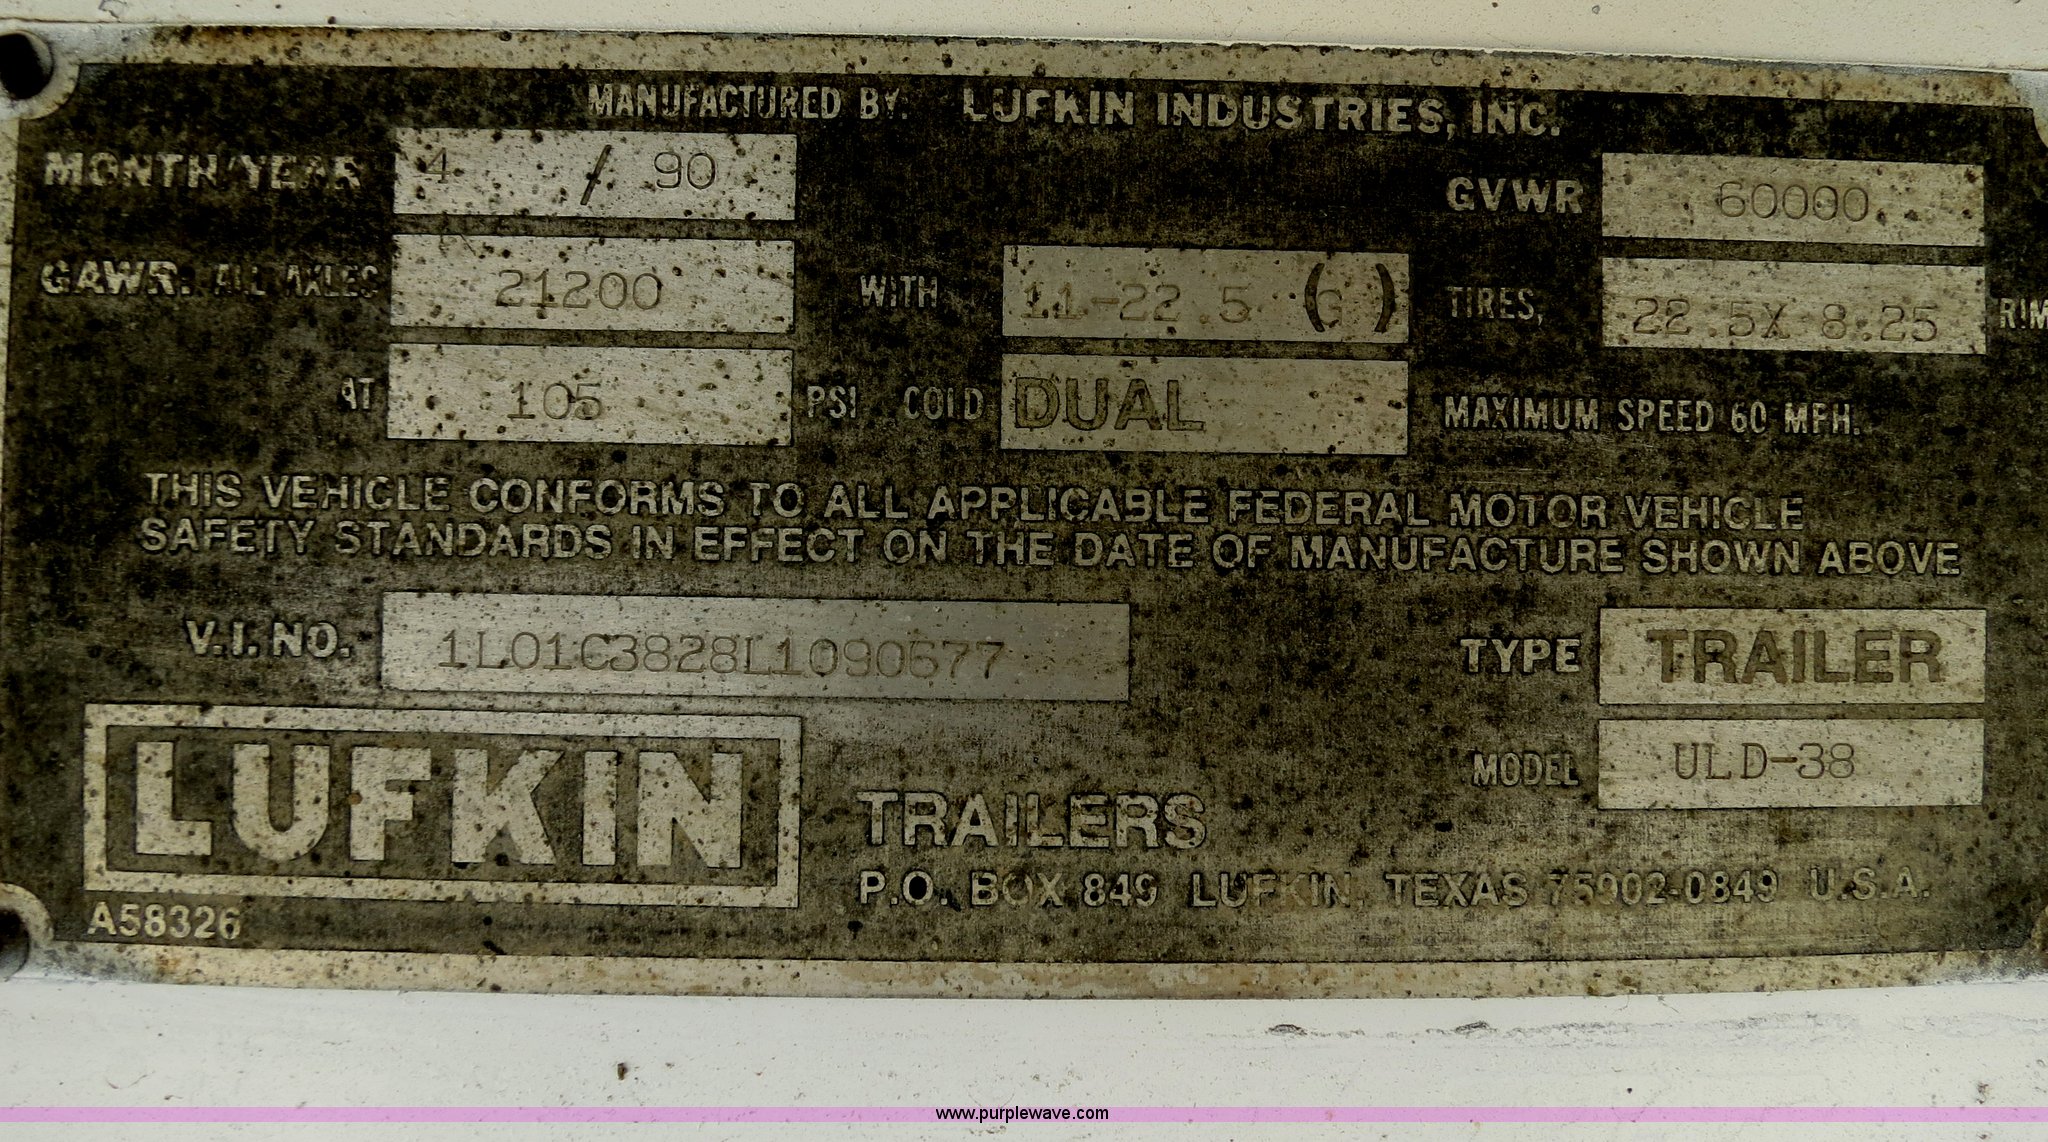 MANUFACTURED BY: LUFKIN INDUSTRIES, INC.
MONTH/YEAR 4 / 90 GVWR 60000
GAWR: ALL AXLES 21200 WITH 11-22.5 (G) TIRES, 22.5X 8.25 RIM
AT 105 PSI COLD DUAL MAXIMUM SPEED 60 MPH.
THIS VEHICLE CONFORMS TO ALL APPLICABLE FEDERAL MOTOR VEHICLE
SAFETY STANDARDS IN EFFECT ON THE DATE OF MANUFACTURE SHOWN ABOVE
V.I. NO. TYPE TRAILER
MODEL ULD-38
LUFKIN
TRAILERS
P.O. BOX 849 LUFKIN, TEXAS 75902-0849 U.S.A.
A58326
www.purplewave.com